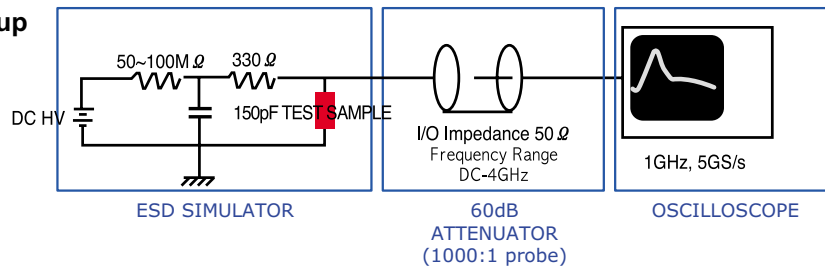 up
50~100MΩ
330Ω
DC HV
150pF TEST SAMPLE
I/O Impedance 50Ω
Frequency Range
DC-4GHz
1GHz, 5GS/s
ESD SIMULATOR
60dB
ATTENUATOR
(1000:1 probe)
OSCILLOSCOPE